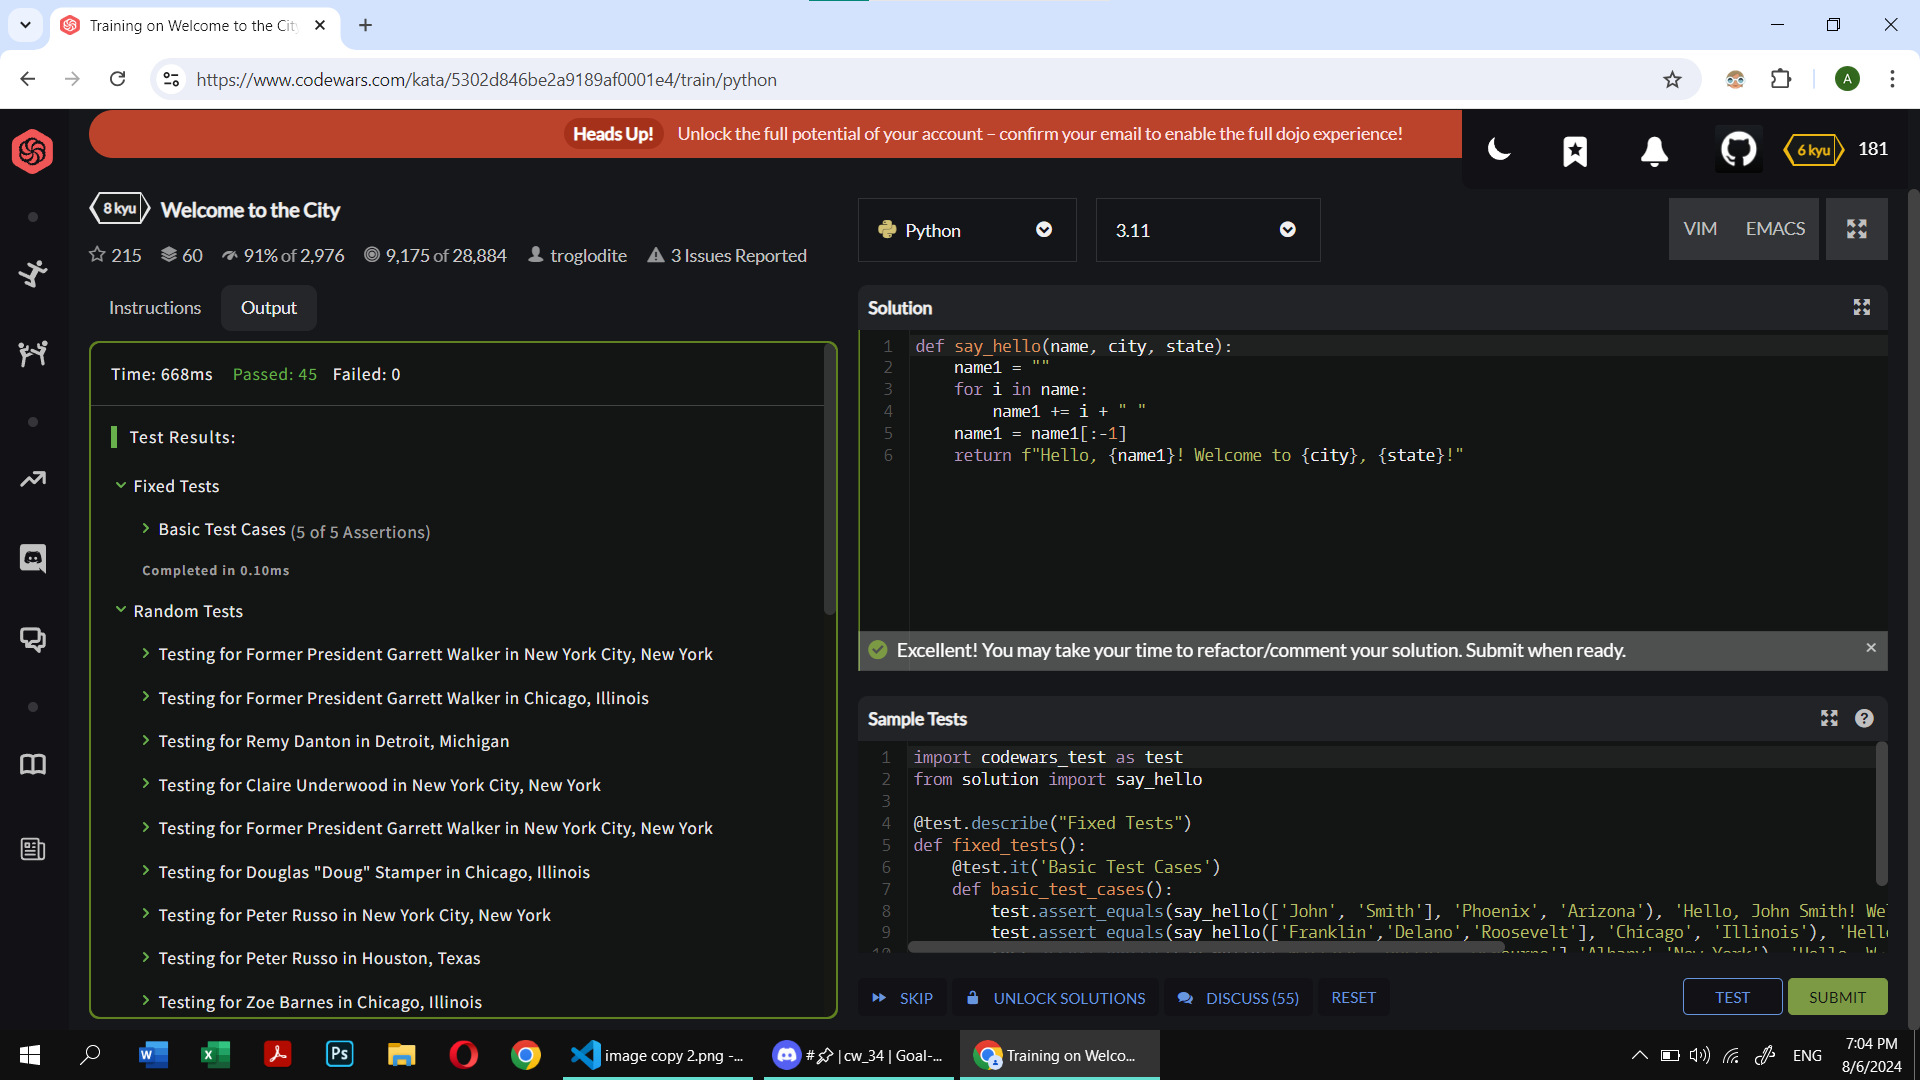 Training on Welcome to the City
https://www.codewars.com/kata/5302d846be2a9189af0001e4/train/python
A
Heads Up! Unlock the full potential of your account – confirm your email to enable the full dojo experience!
6 kyu 181
8 kyu Welcome to the City
215 60 91% of 2,976 9,175 of 28,884 troglodite 3 Issues Reported
Python
3.11
VIM EMACS
Instructions Output
Time: 668ms Passed: 45 Failed: 0
Test Results:
Fixed Tests
Basic Test Cases (5 of 5 Assertions)
Completed in 0.10ms
Random Tests
Testing for Former President Garrett Walker in New York City, New York
Testing for Former President Garrett Walker in Chicago, Illinois
Testing for Remy Danton in Detroit, Michigan
Testing for Claire Underwood in New York City, New York
Testing for Former President Garrett Walker in New York City, New York
Testing for Douglas "Doug" Stamper in Chicago, Illinois
Testing for Peter Russo in New York City, New York
Testing for Peter Russo in Houston, Texas
Testing for Zoe Barnes in Chicago, Illinois
Solution
1 def say_hello(name, city, state):
2     name1 = ""
3     for i in name:
4         name1 += i + " "
5     name1 = name1[:-1]
6     return f"Hello, {name1}! Welcome to {city}, {state}!"
Excellent! You may take your time to refactor/comment your solution. Submit when ready.
Sample Tests
1 import codewars_test as test
2 from solution import say_hello
3
4 @test.describe("Fixed Tests")
5 def fixed_tests():
6     @test.it('Basic Test Cases')
7     def basic_test_cases():
8         test.assert_equals(say_hello(['John', 'Smith'], 'Phoenix', 'Arizona'), 'Hello, John Smith! We
9         test.assert_equals(say_hello(['Franklin','Delano','Roosevelt'], 'Chicago', 'Illinois'), 'Hell
SKIP UNLOCK SOLUTIONS DISCUSS (55) RESET TEST SUBMIT
image copy 2.png -...
# | cw_34 | Goal-...
Training on Welco...
ENG
7:04 PM
8/6/2024